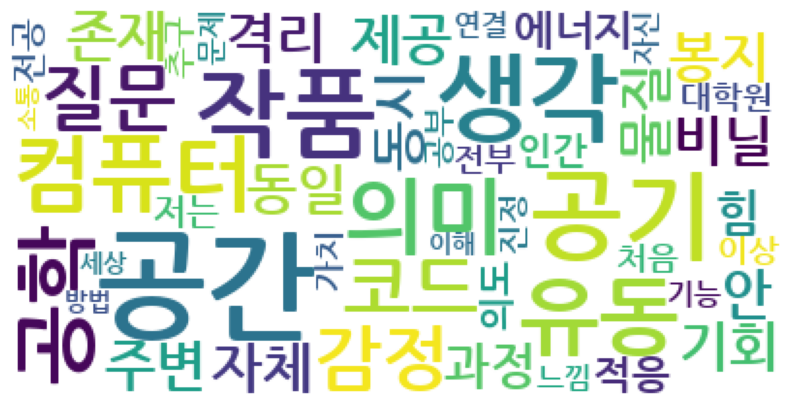 공전
존재
추구
문제
격리
제공
연결
에너지
자신
봉지
전공
소통
질문
작품
동시
공부
생각
물질
대학원
비닐
컴퓨터
동일
전부
인간
저는
의미
공기
힘
공학
세상
공간
가치
이해
진정
처음
이상
방법
코드
의도
유동
기능
안
주변
자체
감정
과정
느낌
적응
기회